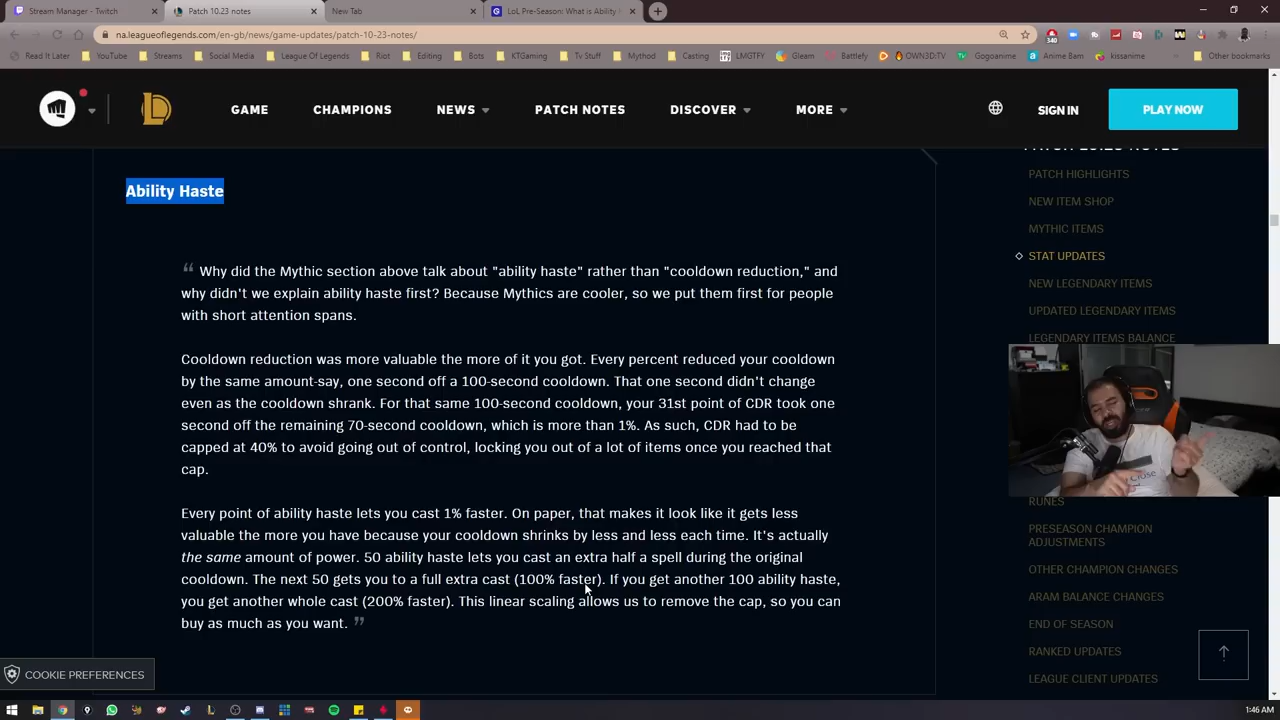 Stream Manager - Twitch
Patch 10.23 notes
New Tab
LoL Pre-Season: What is Ability H
na.leagueoflegends.com/en-gb/news/game-updates/patch-10-23-notes/
340
Read It Later
YouTube
Streams
Social Media
League Of Legends
Riot
Editing
Bots
KTGaming
Tv Stuff
Mythod
Casting
LMGTFY
Gleam
Battlefy
OWN3D.TV
Gogoanime
Anime Bam
kissanime
Other bookmarks
GAME
CHAMPIONS
NEWS
PATCH NOTES
DISCOVER
MORE
SIGN IN
PLAY NOW
Ability Haste
“ Why did the Mythic section above talk about "ability haste" rather than "cooldown reduction," and
why didn't we explain ability haste first? Because Mythics are cooler, so we put them first for people
with short attention spans.
Cooldown reduction was more valuable the more of it you got. Every percent reduced your cooldown
by the same amount-say, one second off a 100-second cooldown. That one second didn't change
even as the cooldown shrank. For that same 100-second cooldown, your 31st point of CDR took one
second off the remaining 70-second cooldown, which is more than 1%. As such, CDR had to be
capped at 40% to avoid going out of control, locking you out of a lot of items once you reached that
cap.
Every point of ability haste lets you cast 1% faster. On paper, that makes it look like it gets less
valuable the more you have because your cooldown shrinks by less and less each time. It's actually
the same amount of power. 50 ability haste lets you cast an extra half a spell during the original
cooldown. The next 50 gets you to a full extra cast (100% faster). If you get another 100 ability haste,
you get another whole cast (200% faster). This linear scaling allows us to remove the cap, so you can
buy as much as you want. ”
PATCH 10.23 NOTES
PATCH HIGHLIGHTS
NEW ITEM SHOP
MYTHIC ITEMS
STAT UPDATES
NEW LEGENDARY ITEMS
UPDATED LEGENDARY ITEMS
LEGENDARY ITEMS BALANCE
RUNES
PRESEASON CHAMPION
ADJUSTMENTS
OTHER CHAMPION CHANGES
ARAM BALANCE CHANGES
END OF SEASON
RANKED UPDATES
LEAGUE CLIENT UPDATES
COOKIE PREFERENCES
1:46 AM